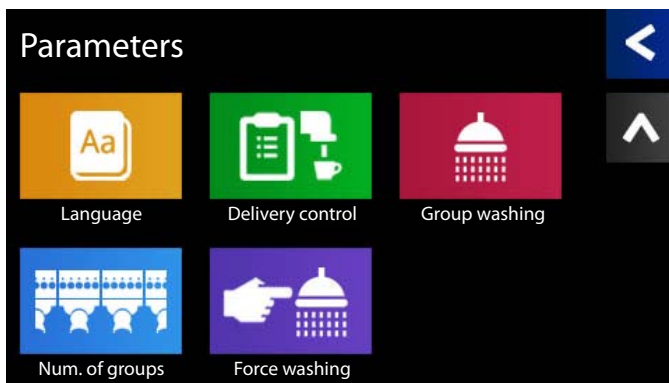 Parameters
Aa
Language
Delivery control
Group washing
Num. of groups
Force washing